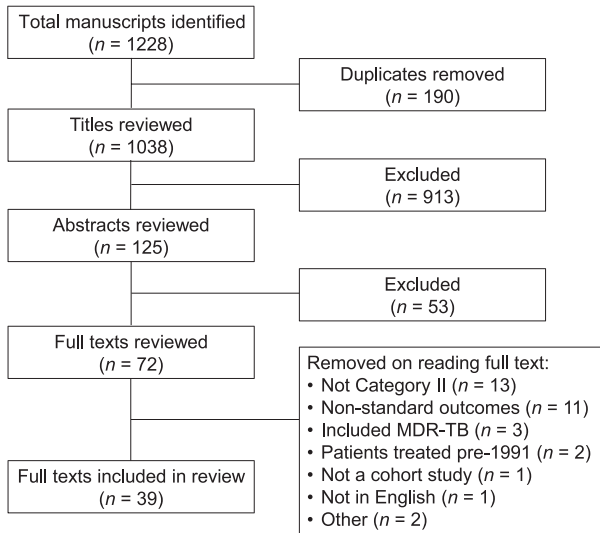 Total manuscripts identified
(n = 1228)
Duplicates removed
(n = 190)
Titles reviewed
(n = 1038)
Excluded
(n = 913)
Abstracts reviewed
(n = 125)
Excluded
(n = 53)
Full texts reviewed
(n = 72)
Removed on reading full text:
• Not Category II (n = 13)
• Non-standard outcomes (n = 11)
• Included MDR-TB (n = 3)
• Patients treated pre-1991 (n = 2)
• Not a cohort study (n = 1)
• Not in English (n = 1)
• Other (n = 2)
Full texts included in review
(n = 39)